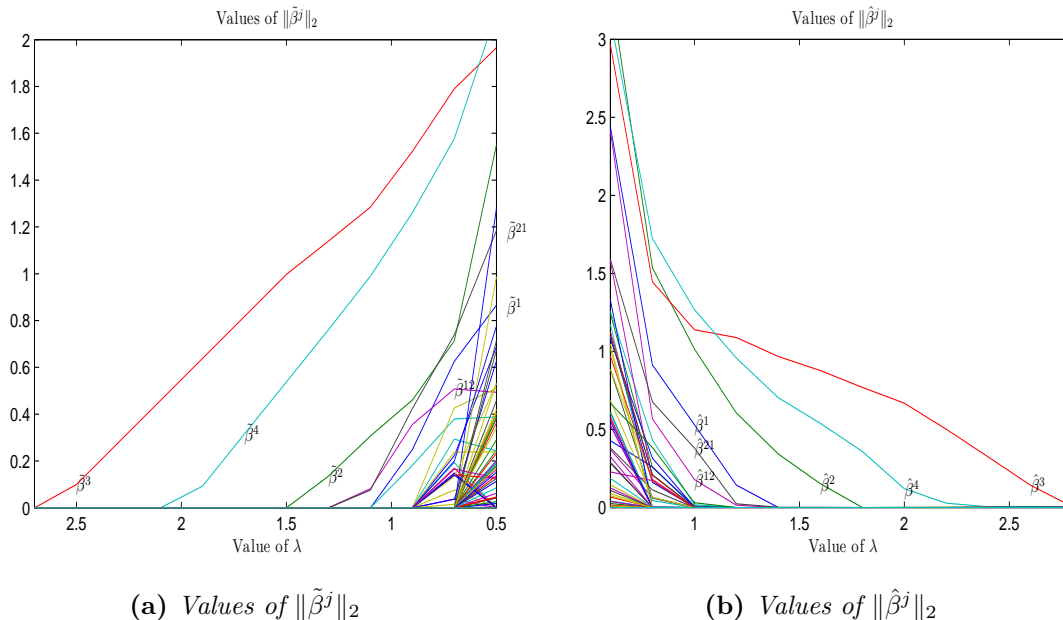 Values of ‖β̃ʲ‖₂
2
1.8
1.6
1.4
1.2
1
0.8
0.6
0.4
0.2
0
β̃³
β̃⁴
β̃²
β̃¹²
β̃²¹
β̃¹
2.5
2
1.5
1
0.5
Value of λ
(a) Values of ‖β̃ʲ‖₂
Values of ‖β̂ʲ‖₂
3
2.5
2
1.5
1
0.5
0
β̂¹
β̂²¹
β̂¹²
β̂²
β̂⁴
β̂³
1
1.5
2
2.5
Value of λ
(b) Values of ‖β̂ʲ‖₂